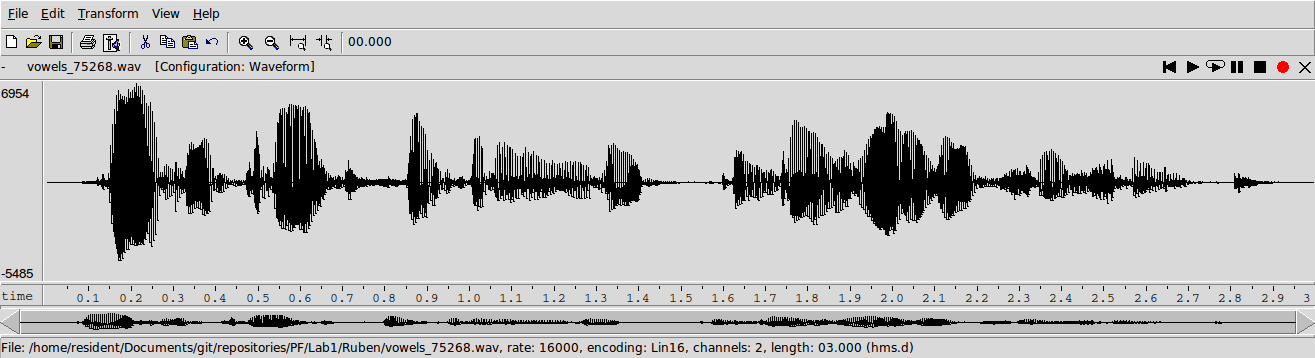 File Edit Transform View Help
00.000
- vowels_75268.wav [Configuration: Waveform]
6954
-5485
time 0.1 0.2 0.3 0.4 0.5 0.6 0.7 0.8 0.9 1.0 1.1 1.2 1.3 1.4 1.5 1.6 1.7 1.8 1.9 2.0 2.1 2.2 2.3 2.4 2.5 2.6 2.7 2.8 2.9 3
File: /home/resident/Documents/git/repositories/PF/Lab1/Ruben/vowels_75268.wav, rate: 16000, encoding: Lin16, channels: 2, length: 03.000 (hms.d)